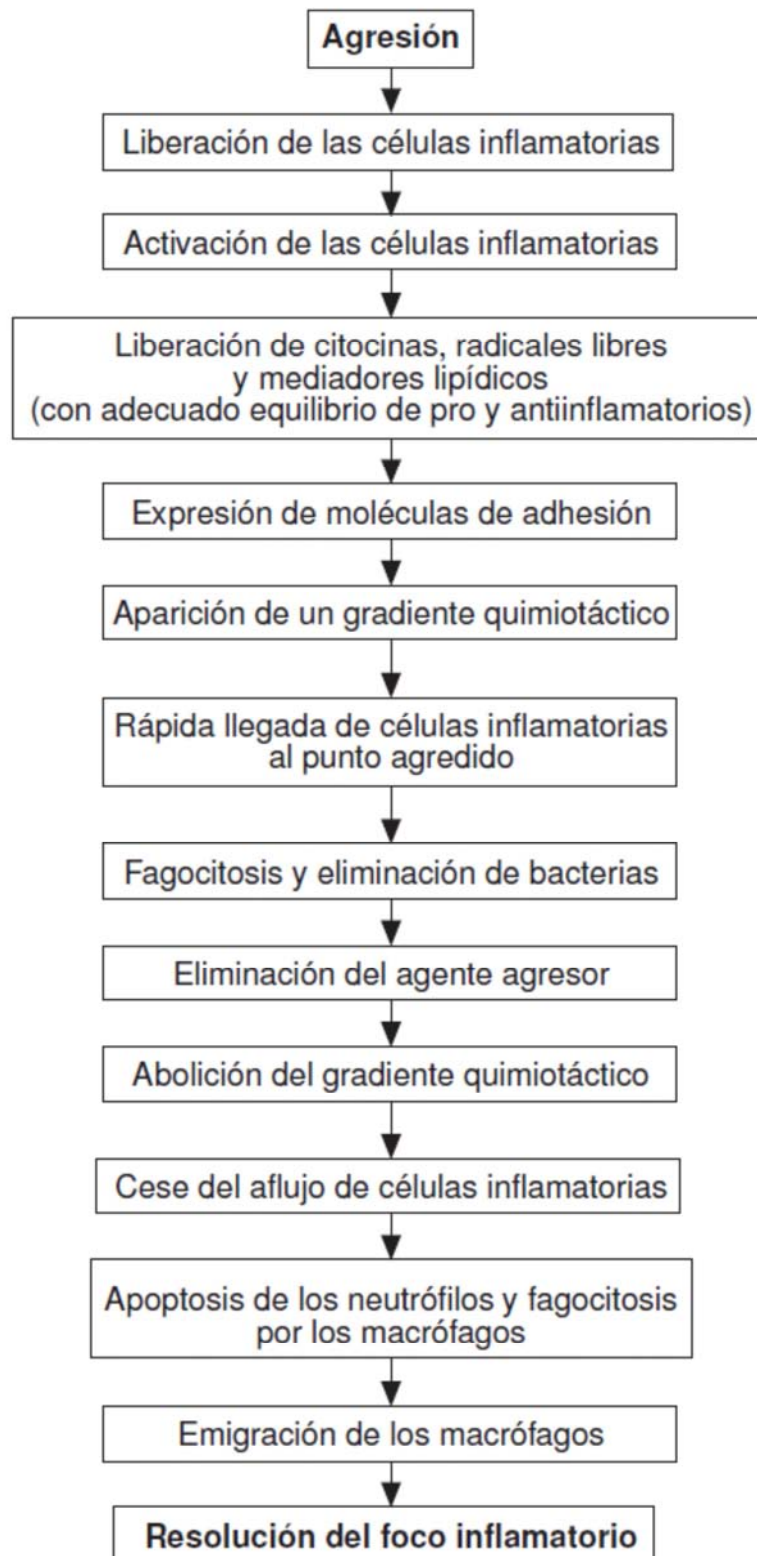 Agresión
Liberación de las células inflamatorias
Activación de las células inflamatorias
Liberación de citocinas, radicales libres
y mediadores lipídicos
(con adecuado equilibrio de pro y antiinflamatorios)
Expresión de moléculas de adhesión
Aparición de un gradiente quimiotáctico
Rápida llegada de células inflamatorias
al punto agredido
Fagocitosis y eliminación de bacterias
Eliminación del agente agresor
Abolición del gradiente quimiotáctico
Cese del aflujo de células inflamatorias
Apoptosis de los neutrófilos y fagocitosis
por los macrófagos
Emigración de los macrófagos
Resolución del foco inflamatorio